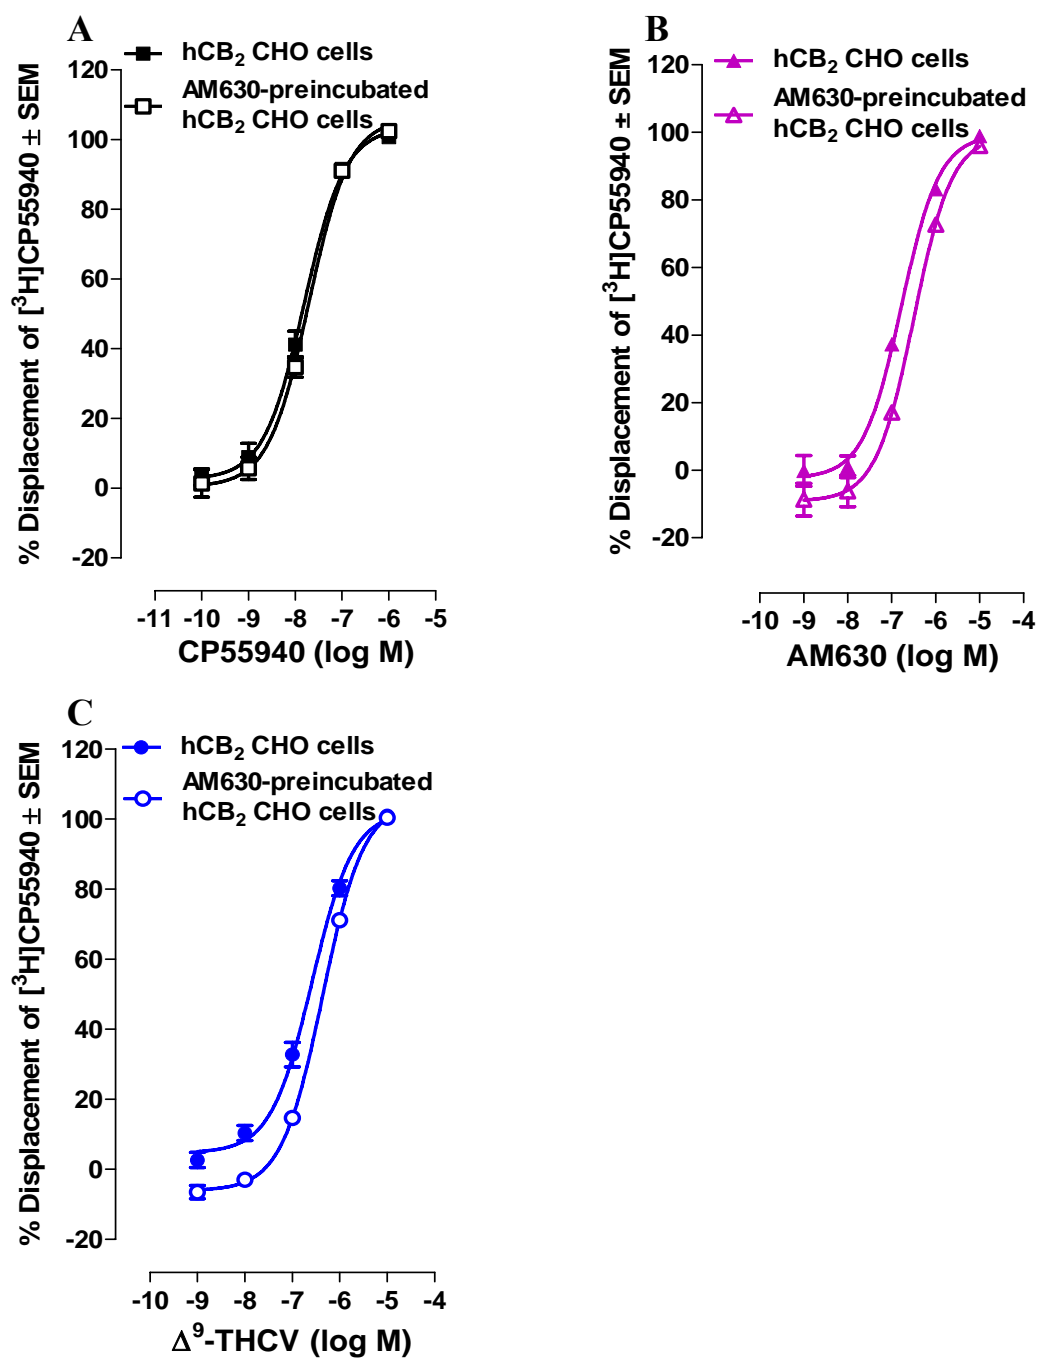 A
hCB₂ CHO cells
AM630-preincubated
hCB₂ CHO cells
% Displacement of [³H]CP55940 ± SEM
120
100
80
60
40
20
0
-20
-11 -10 -9 -8 -7 -6 -5
CP55940 (log M)
B
hCB₂ CHO cells
AM630-preincubated
hCB₂ CHO cells
% Displacement of [³H]CP55940 ± SEM
120
100
80
60
40
20
0
-20
-10 -9 -8 -7 -6 -5 -4
AM630 (log M)
C
hCB₂ CHO cells
AM630-preincubated
hCB₂ CHO cells
% Displacement of [³H]CP55940 ± SEM
120
100
80
60
40
20
0
-20
-10 -9 -8 -7 -6 -5 -4
Δ⁹-THCV (log M)